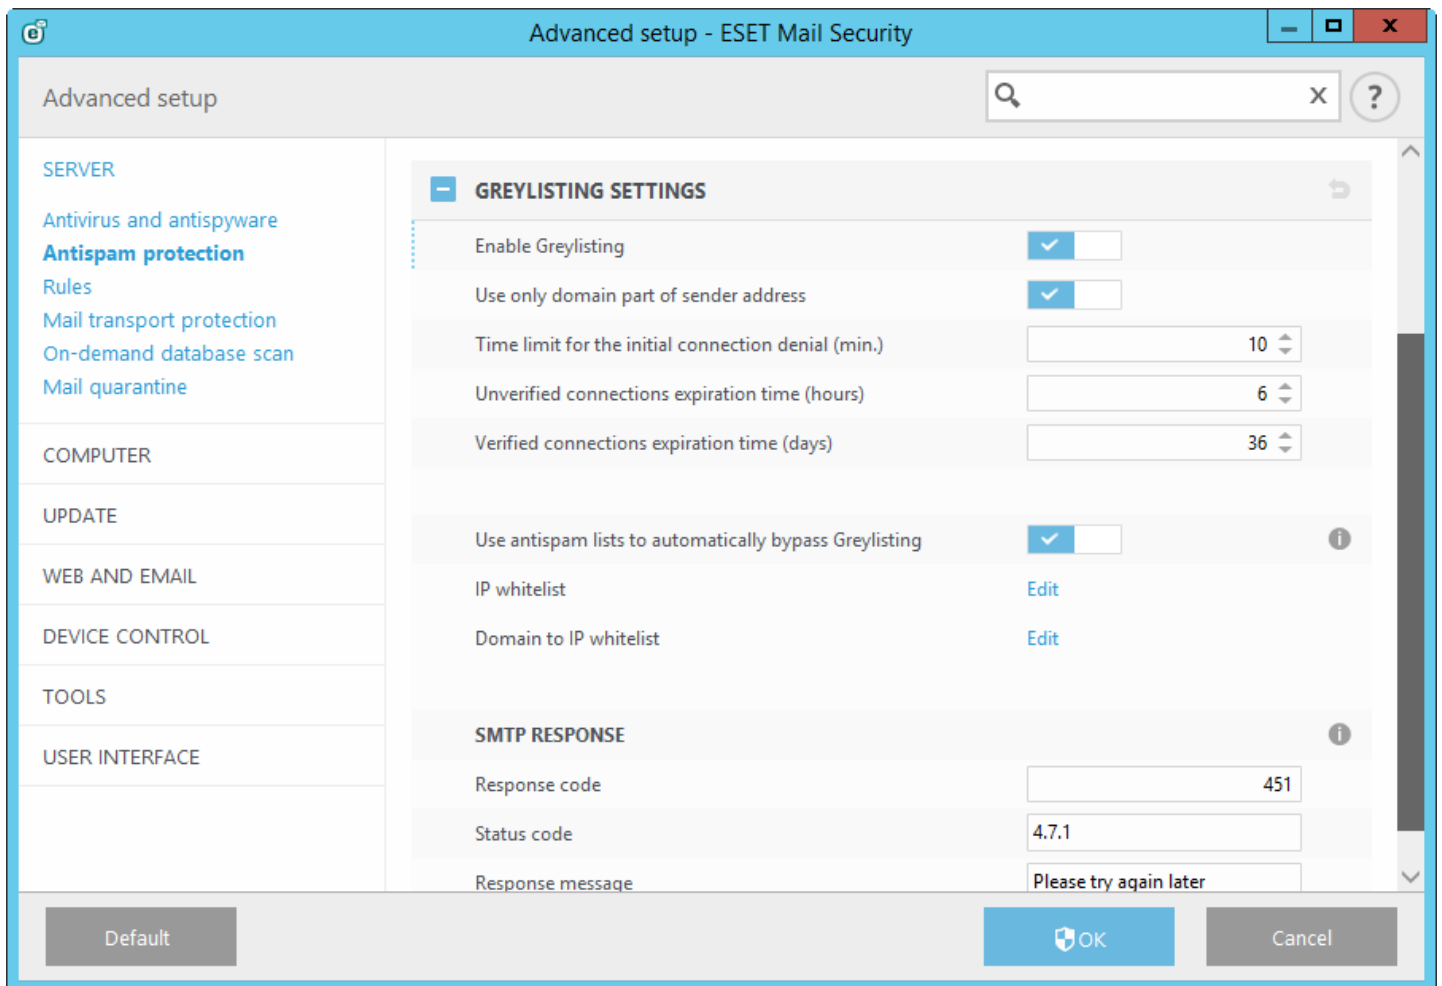 Advanced setup - ESET Mail Security
Advanced setup
SERVER
Antivirus and antispyware
Antispam protection
Rules
Mail transport protection
On-demand database scan
Mail quarantine
COMPUTER
UPDATE
WEB AND EMAIL
DEVICE CONTROL
TOOLS
USER INTERFACE
GREYLISTING SETTINGS
Enable Greylisting
Use only domain part of sender address
Time limit for the initial connection denial (min.) 10
Unverified connections expiration time (hours) 6
Verified connections expiration time (days) 36
Use antispam lists to automatically bypass Greylisting
IP whitelist Edit
Domain to IP whitelist Edit
SMTP RESPONSE
Response code 451
Status code 4.7.1
Response message Please try again later
Default OK Cancel